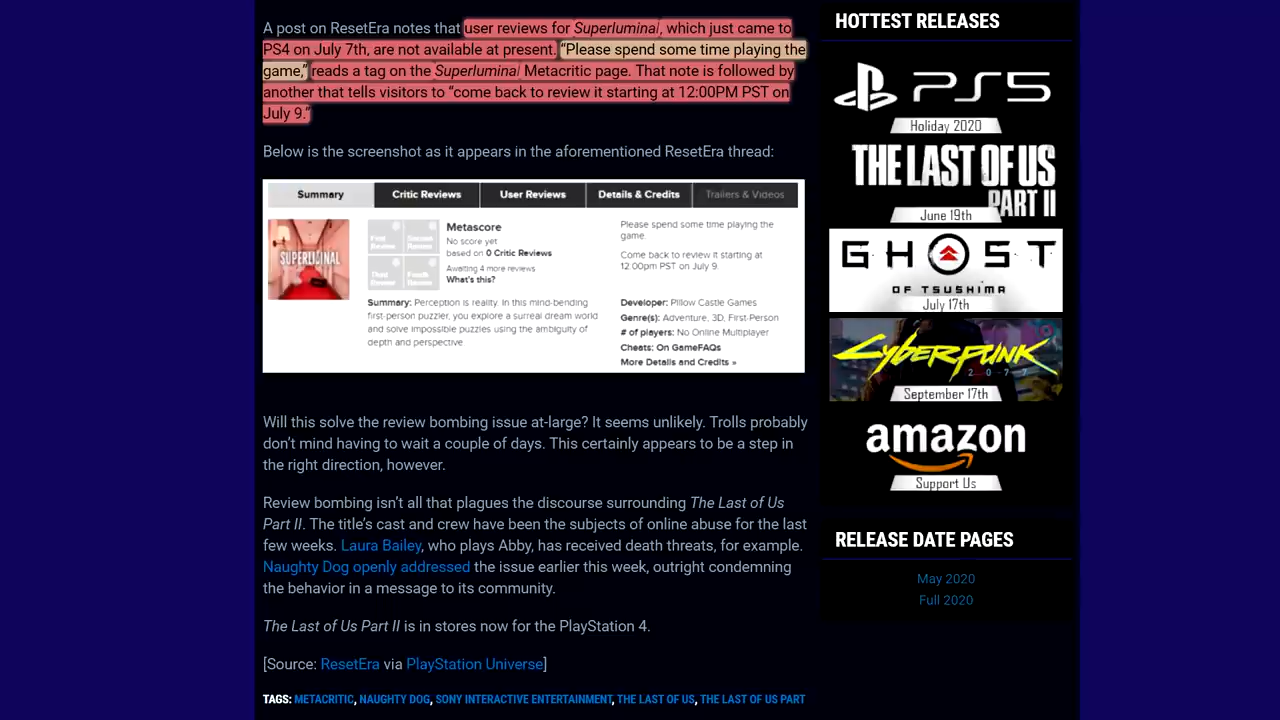 A post on ResetEra notes that user reviews for Superluminal, which just came to
PS4 on July 7th, are not available at present. “Please spend some time playing the
game,” reads a tag on the Superluminal Metacritic page. That note is followed by
another that tells visitors to “come back to review it starting at 12:00PM PST on
July 9.”
Below is the screenshot as it appears in the aforementioned ResetEra thread:
Summary
Critic Reviews
User Reviews
Details & Credits
Trailers & Videos
SUPERLIMINAL
First Review
Second Review
Third Review
Fourth Review
Metascore
No score yet
based on 0 Critic Reviews
Awaiting 4 more reviews
What's this?
Summary: Perception is reality. In this mind-bending
first-person puzzler, you explore a surreal dream world
and solve impossible puzzles using the ambiguity of
depth and perspective.
Please spend some time playing the
game.
Come back to review it starting at
12:00pm PST on July 9.
Developer: Pillow Castle Games
Genre(s): Adventure, 3D, First-Person
# of players: No Online Multiplayer
Cheats: On GameFAQs
More Details and Credits »
Will this solve the review bombing issue at-large? It seems unlikely. Trolls probably
don’t mind having to wait a couple of days. This certainly appears to be a step in
the right direction, however.
Review bombing isn’t all that plagues the discourse surrounding The Last of Us
Part II. The title’s cast and crew have been the subjects of online abuse for the last
few weeks. Laura Bailey, who plays Abby, has received death threats, for example.
Naughty Dog openly addressed the issue earlier this week, outright condemning
the behavior in a message to its community.
The Last of Us Part II is in stores now for the PlayStation 4.
[Source: ResetEra via PlayStation Universe]
TAGS: METACRITIC, NAUGHTY DOG, SONY INTERACTIVE ENTERTAINMENT, THE LAST OF US, THE LAST OF US PART
HOTTEST RELEASES
PS5
Holiday 2020
THE LAST OF US
PART II
June 19th
GHOST
OF TSUSHIMA
July 17th
Cyberpunk
2077
September 17th
amazon
Support Us
RELEASE DATE PAGES
May 2020
Full 2020